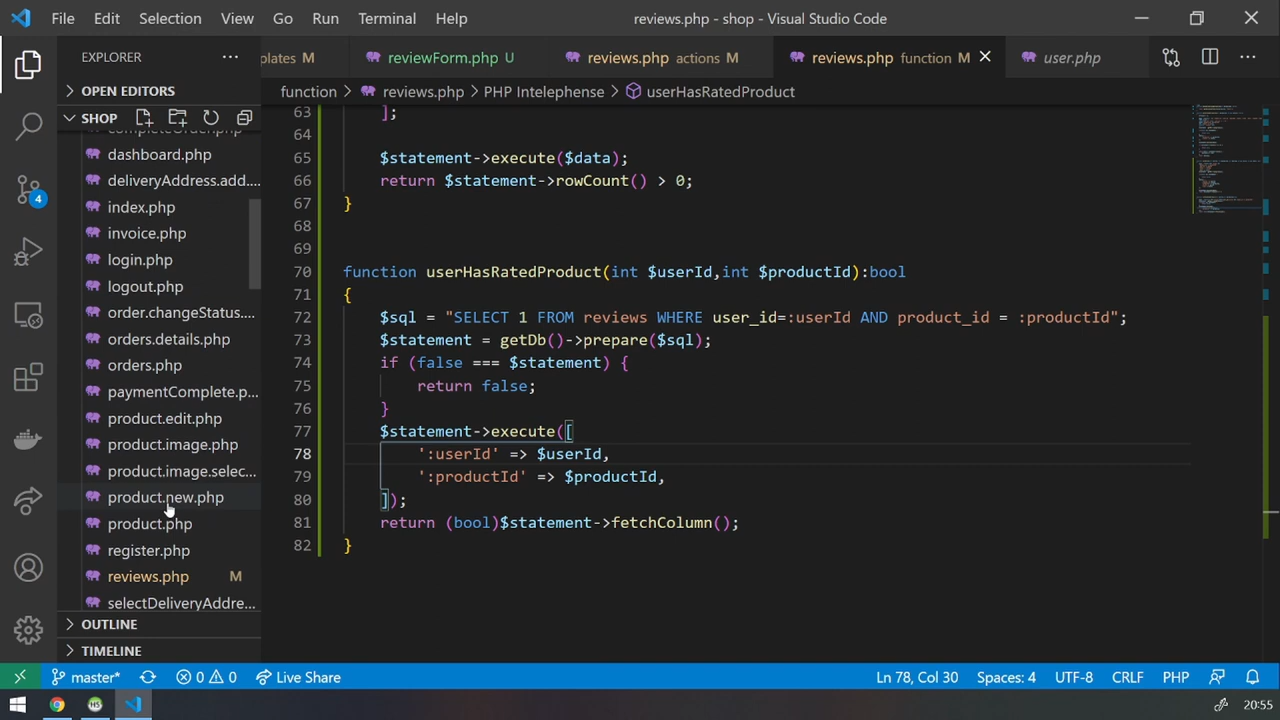 File Edit Selection View Go Run Terminal Help
reviews.php - shop - Visual Studio Code
EXPLORER
plates M
reviewForm.php U
reviews.php actions M
reviews.php function M
user.php
function > reviews.php > PHP Intelephense > userHasRatedProduct
OPEN EDITORS
SHOP
completeOrder.php
dashboard.php
deliveryAddress.add....
index.php
invoice.php
login.php
logout.php
order.changeStatus....
orders.details.php
orders.php
paymentComplete.p...
product.edit.php
product.image.php
product.image.selec...
product.new.php
product.php
register.php
reviews.php M
selectDeliveryAddre...
OUTLINE
TIMELINE
4
63 ];
64
65 $statement->execute($data);
66 return $statement->rowCount() > 0;
67 }
68
69
70 function userHasRatedProduct(int $userId,int $productId):bool
71 {
72 $sql = "SELECT 1 FROM reviews WHERE user_id=:userId AND product_id = :productId";
73 $statement = getDb()->prepare($sql);
74 if (false === $statement) {
75 return false;
76 }
77 $statement->execute([
78 ':userId' => $userId,
79 ':productId' => $productId,
80 ]);
81 return (bool)$statement->fetchColumn();
82 }
master* 0 0 Live Share
Ln 78, Col 30 Spaces: 4 UTF-8 CRLF PHP
20:55